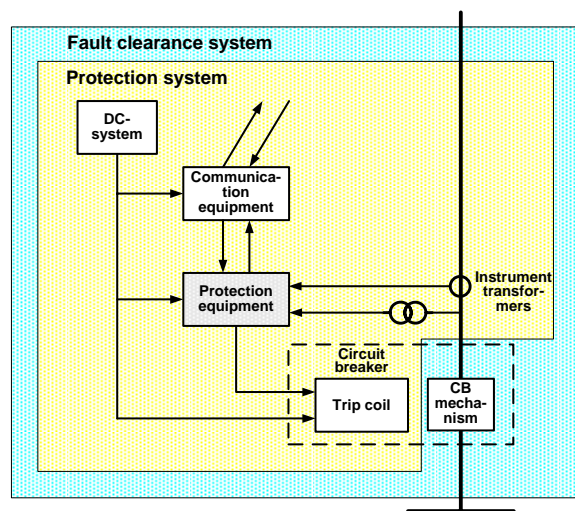 Fault clearance system
Protection system
DC-
system
Communica-
tion
equipment
Protection
equipment
Instrument
transfor-
mers
Circuit
breaker
Trip coil
CB
mecha-
nism